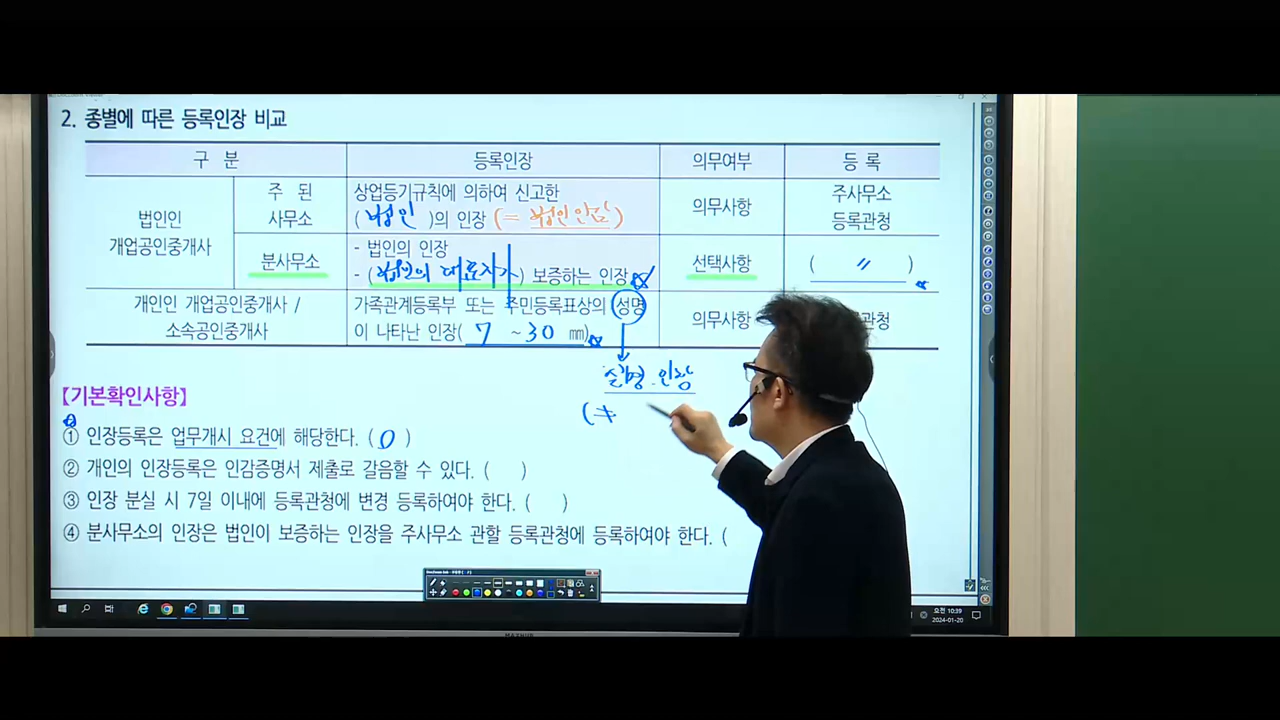 2. 종별에 따른 등록인장 비교
구 분 등록인장 의무여부 등 록
법인인 개업공인중개사 주 된 사무소 상업등기규칙에 의하여 신고한 의무사항 주사무소 등록관청
( 법인 )의 인장 (= 법인인감)
분사무소 - 법인의 인장 선택사항 ( 〃 )
- (법인의 대표자가) 보증하는 인장
개인인 개업공인중개사 / 소속공인중개사 가족관계등록부 또는 주민등록표상의 성명 의무사항 관청
이 나타난 인장( 7 ~ 30 mm)
실명 인장
(≠
【기본확인사항】
① 인장등록은 업무개시 요건에 해당한다. ( O )
② 개인의 인장등록은 인감증명서 제출로 갈음할 수 있다. ( )
③ 인장 분실 시 7일 이내에 등록관청에 변경 등록하여야 한다. ( )
④ 분사무소의 인장은 법인이 보증하는 인장을 주사무소 관할 등록관청에 등록하여야 한다. (
오전 10:39
2024-01-20